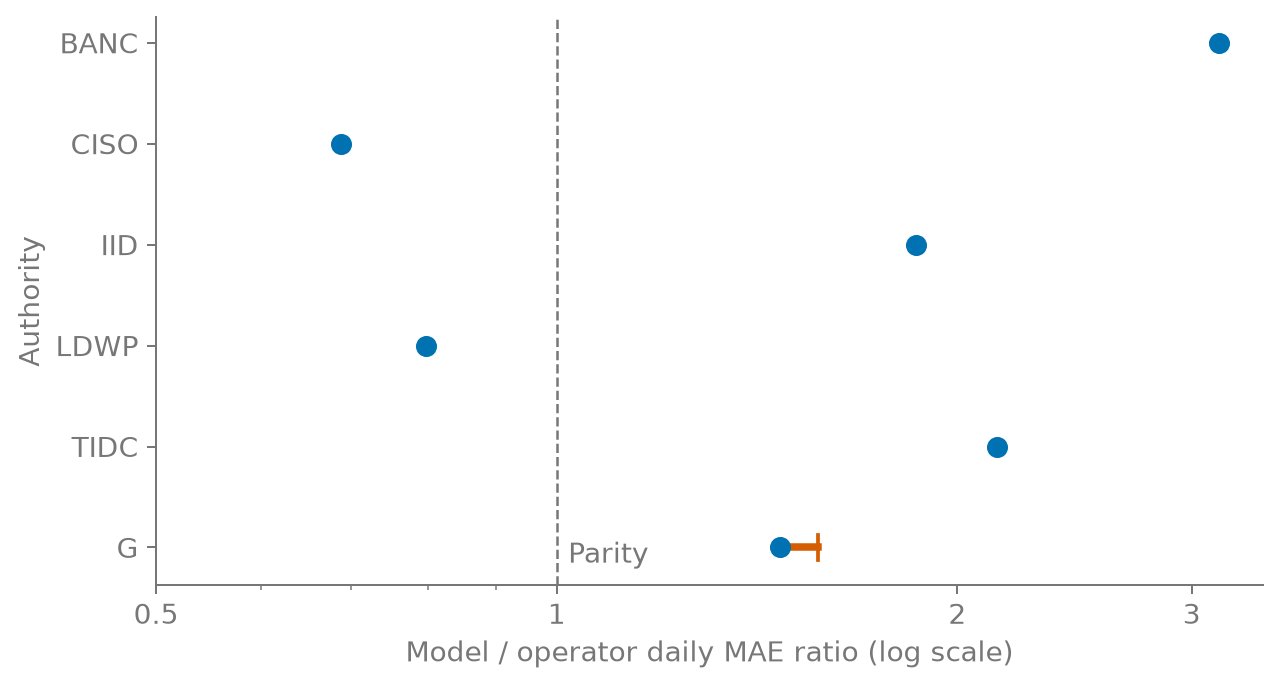 BANC
CISO
IID
LDWP
TIDC
G
Authority
Parity
0.5
1
2
3
Model / operator daily MAE ratio (log scale)